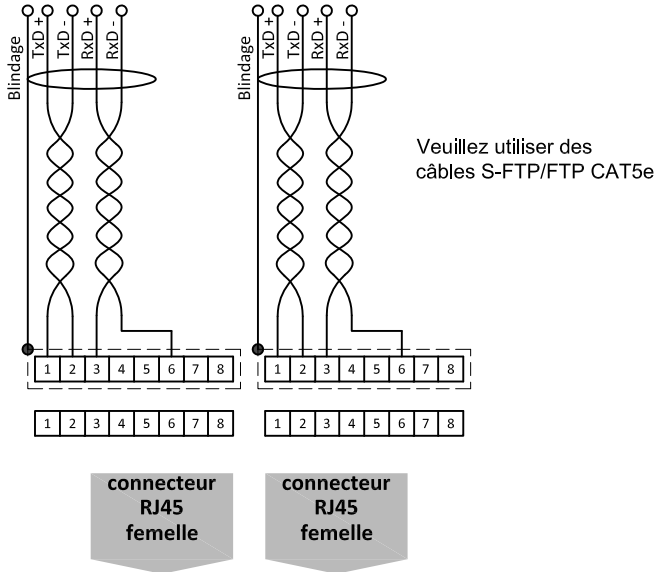 Blindage
TxD +
TxD -
RxD +
RxD -
Blindage
TxD +
TxD -
RxD +
RxD -
Veuillez utiliser des
câbles S-FTP/FTP CAT5e
1 2 3 4 5 6 7 8
1 2 3 4 5 6 7 8
1 2 3 4 5 6 7 8
1 2 3 4 5 6 7 8
connecteur
RJ45
femelle
connecteur
RJ45
femelle